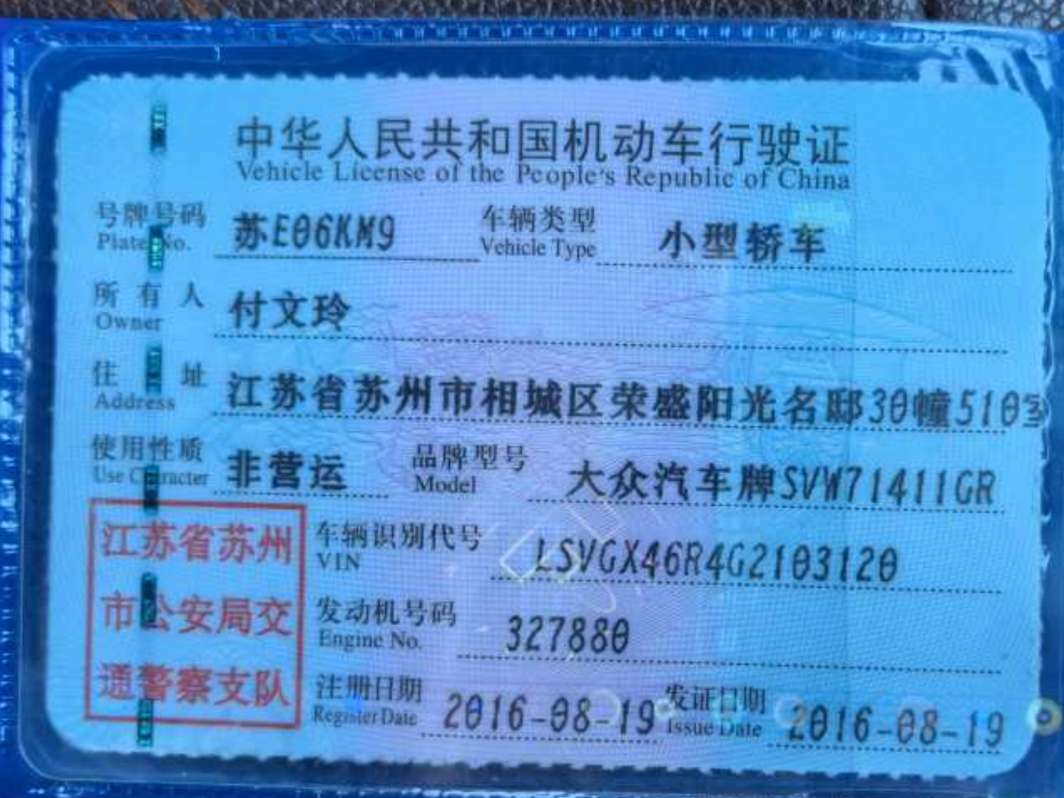 中华人民共和国机动车行驶证
Vehicle License of the People's Republic of China
号牌号码 苏E06KM9 车辆类型 小型轿车
Plate No. Vehicle Type
所有人 付文玲
Owner
住址 江苏省苏州市相城区荣盛阳光名邸30幢510室
Address
使用性质 非营运 品牌型号 大众汽车牌SVW71411GR
Use Character Model
江苏省苏州 车辆识别代号 LSVGX46R4G2103120
VIN
市公安局交 发动机号码 327880
Engine No.
通警察支队 注册日期 2016-08-19 发证日期 2016-08-19
Register Date Issue Date